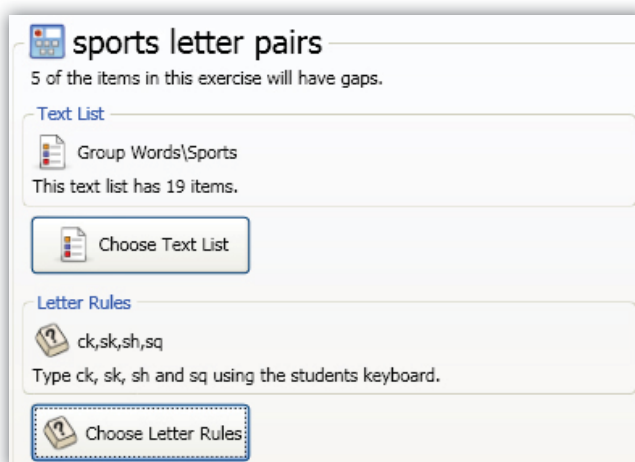 sports letter pairs
5 of the items in this exercise will have gaps.
Text List
Group Words\Sports
This text list has 19 items.
Choose Text List
Letter Rules
ck,sk,sh,sq
Type ck, sk, sh and sq using the students keyboard.
Choose Letter Rules